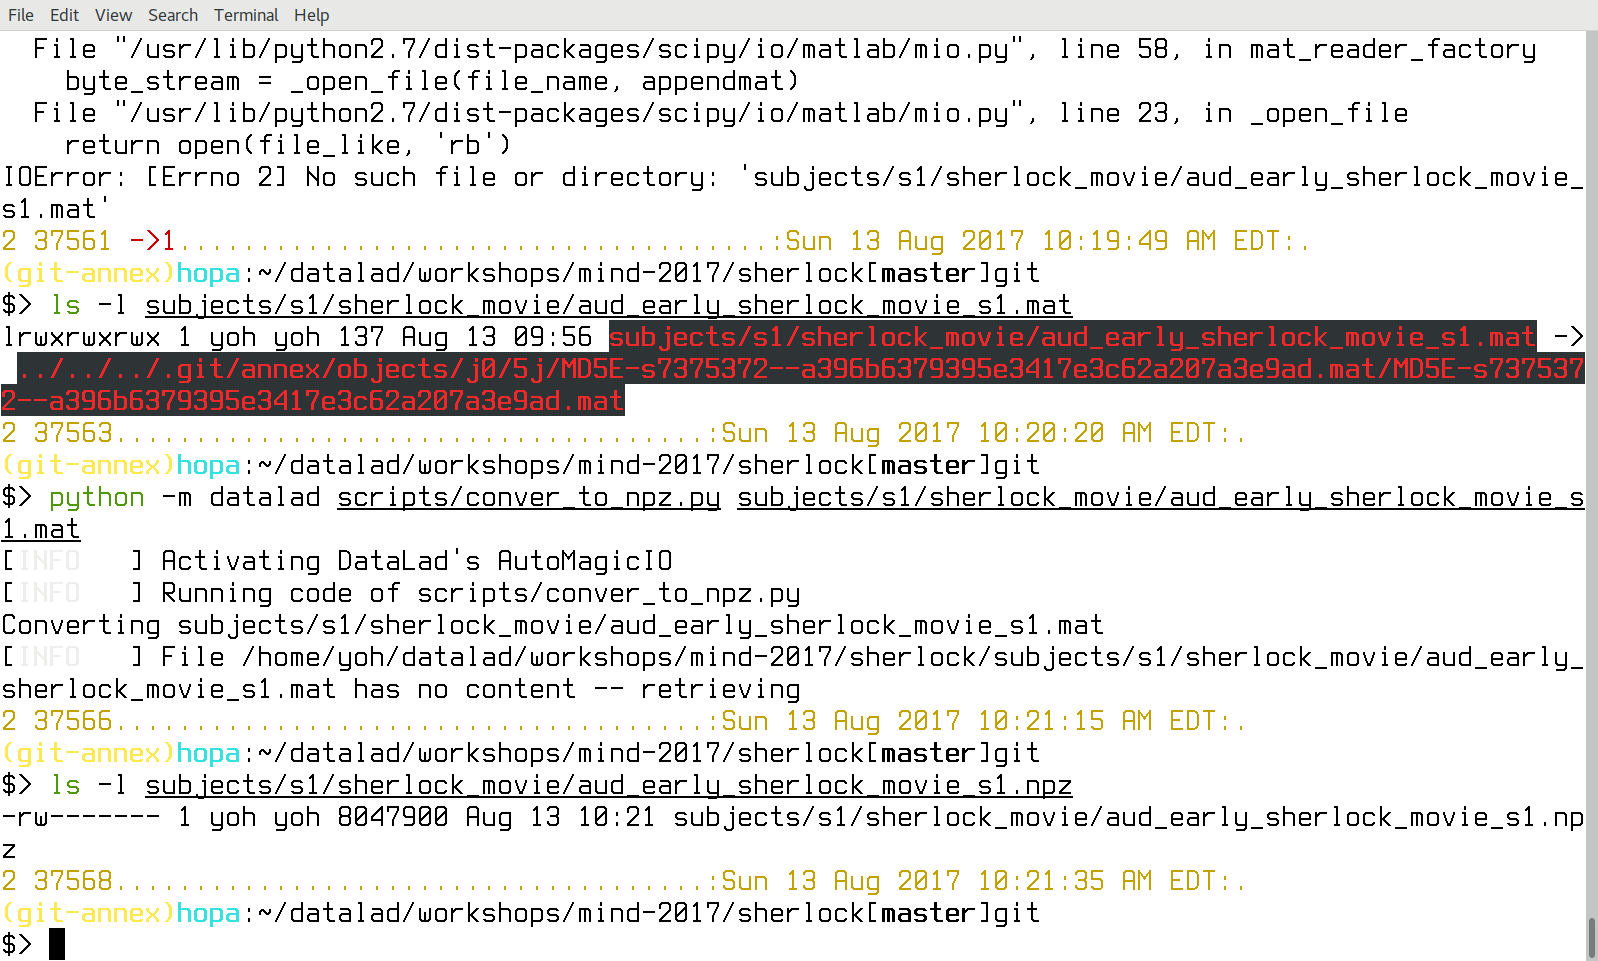 File Edit View Search Terminal Help
  File "/usr/lib/python2.7/dist-packages/scipy/io/matlab/mio.py", line 58, in mat_reader_factory
    byte_stream = _open_file(file_name, appendmat)
  File "/usr/lib/python2.7/dist-packages/scipy/io/matlab/mio.py", line 23, in _open_file
    return open(file_like, 'rb')
IOError: [Errno 2] No such file or directory: 'subjects/s1/sherlock_movie/aud_early_sherlock_movie_
s1.mat'
2 37561 ->1.....................................:Sun 13 Aug 2017 10:19:49 AM EDT:.
(git-annex)hopa:~/datalad/workshops/mind-2017/sherlock[master]git
$> ls -l subjects/s1/sherlock_movie/aud_early_sherlock_movie_s1.mat
lrwxrwxrwx 1 yoh yoh 137 Aug 13 09:56 subjects/s1/sherlock_movie/aud_early_sherlock_movie_s1.mat ->
 ../../../.git/annex/objects/j0/5j/MD5E-s7375372--a396b6379395e3417e3c62a207a3e9ad.mat/MD5E-s737537
2--a396b6379395e3417e3c62a207a3e9ad.mat
2 37563.....................................:Sun 13 Aug 2017 10:20:20 AM EDT:.
(git-annex)hopa:~/datalad/workshops/mind-2017/sherlock[master]git
$> python -m datalad scripts/conver_to_npz.py subjects/s1/sherlock_movie/aud_early_sherlock_movie_s
1.mat
[INFO   ] Activating DataLad's AutoMagicIO
[INFO   ] Running code of scripts/conver_to_npz.py
Converting subjects/s1/sherlock_movie/aud_early_sherlock_movie_s1.mat
[INFO   ] File /home/yoh/datalad/workshops/mind-2017/sherlock/subjects/s1/sherlock_movie/aud_early_
sherlock_movie_s1.mat has no content -- retrieving
2 37566.....................................:Sun 13 Aug 2017 10:21:15 AM EDT:.
(git-annex)hopa:~/datalad/workshops/mind-2017/sherlock[master]git
$> ls -l subjects/s1/sherlock_movie/aud_early_sherlock_movie_s1.npz
-rw------- 1 yoh yoh 8047900 Aug 13 10:21 subjects/s1/sherlock_movie/aud_early_sherlock_movie_s1.np
z
2 37568.....................................:Sun 13 Aug 2017 10:21:35 AM EDT:.
(git-annex)hopa:~/datalad/workshops/mind-2017/sherlock[master]git
$>